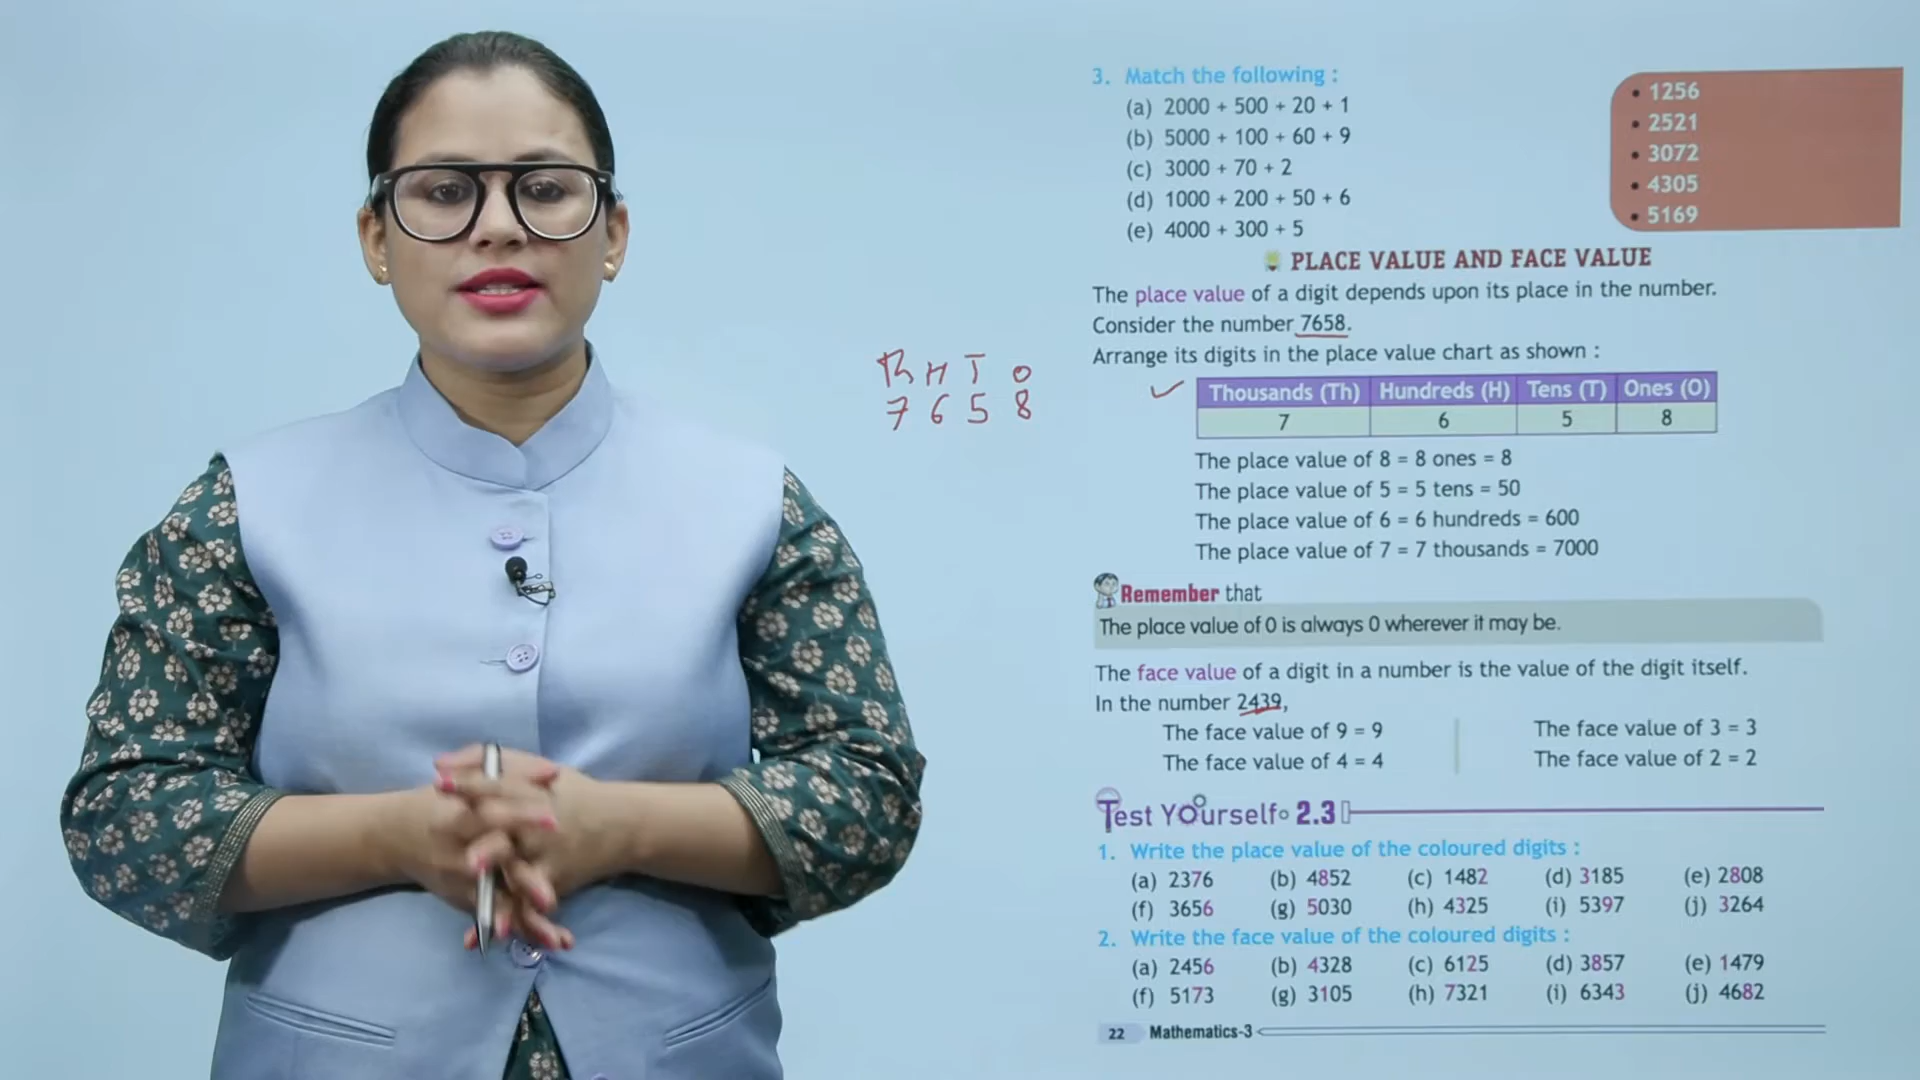 3. Match the following :
(a) 2000 + 500 + 20 + 1
(b) 5000 + 100 + 60 + 9
(c) 3000 + 70 + 2
(d) 1000 + 200 + 50 + 6
(e) 4000 + 300 + 5
• 1256
• 2521
• 3072
• 4305
• 5169
PLACE VALUE AND FACE VALUE
The place value of a digit depends upon its place in the number.
Consider the number 7658.
Arrange its digits in the place value chart as shown :
Th H T O
7 6 5 8
Thousands (Th) Hundreds (H) Tens (T) Ones (O)
7 6 5 8
The place value of 8 = 8 ones = 8
The place value of 5 = 5 tens = 50
The place value of 6 = 6 hundreds = 600
The place value of 7 = 7 thousands = 7000
Remember that
The place value of 0 is always 0 wherever it may be.
The face value of a digit in a number is the value of the digit itself.
In the number 2439,
The face value of 9 = 9 The face value of 3 = 3
The face value of 4 = 4 The face value of 2 = 2
Test Yourself 2.3
1. Write the place value of the coloured digits :
(a) 2376 (b) 4852 (c) 1482 (d) 3185 (e) 2808
(f) 3656 (g) 5030 (h) 4325 (i) 5397 (j) 3264
2. Write the face value of the coloured digits :
(a) 2456 (b) 4328 (c) 6125 (d) 3857 (e) 1479
(f) 5173 (g) 3105 (h) 7321 (i) 6343 (j) 4682
22 Mathematics-3